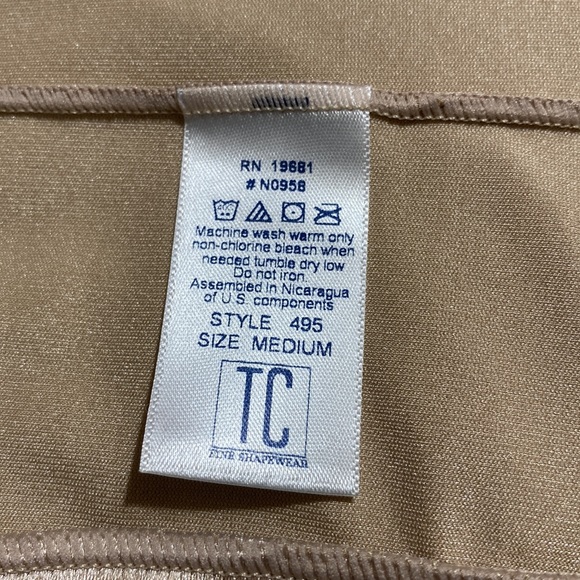 RN 19681
# N0958
Machine wash warm only
non-chlorine bleach when
needed tumble dry low
Do not iron
Assembled in Nicaragua
of U.S. components
STYLE 495
SIZE MEDIUM
TC
FINE SHAPEWEAR